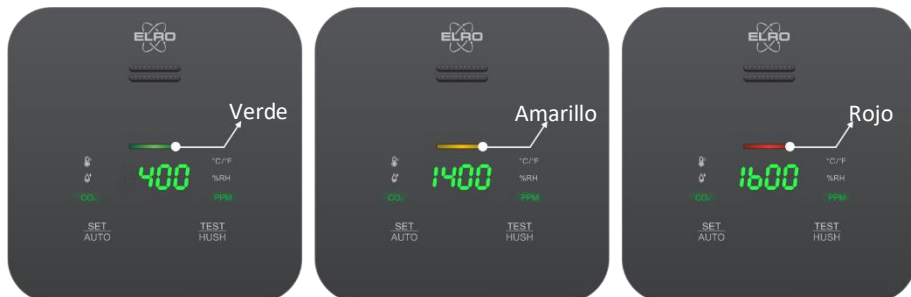 ELRO
Verde
°C/°F
400
%RH
CO₂
PPM
SET
AUTO
TEST
HUSH
ELRO
Amarillo
°C/°F
1400
%RH
CO₂
PPM
SET
AUTO
TEST
HUSH
ELRO
Rojo
°C/°F
1600
%RH
CO₂
PPM
SET
AUTO
TEST
HUSH